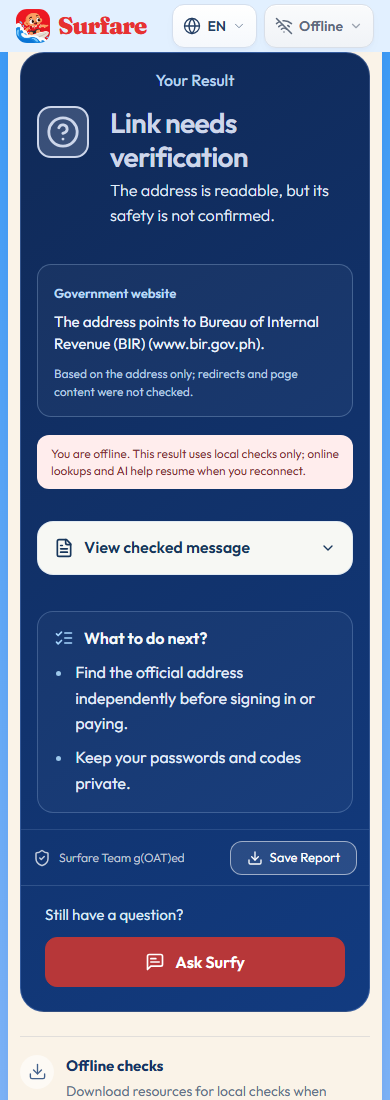 Surfare
EN
Offline
Your Result
Link needs
verification
The address is readable, but its
safety is not confirmed.
Government website
The address points to Bureau of Internal
Revenue (BIR) (www.bir.gov.ph).
Based on the address only; redirects and page
content were not checked.
You are offline. This result uses local checks only; online
lookups and AI help resume when you reconnect.
View checked message
What to do next?
Find the official address
independently before signing in or
paying.
Keep your passwords and codes
private.
Surfare Team g(OAT)ed
Save Report
Still have a question?
Ask Surfy
Offline checks
Download resources for local checks when